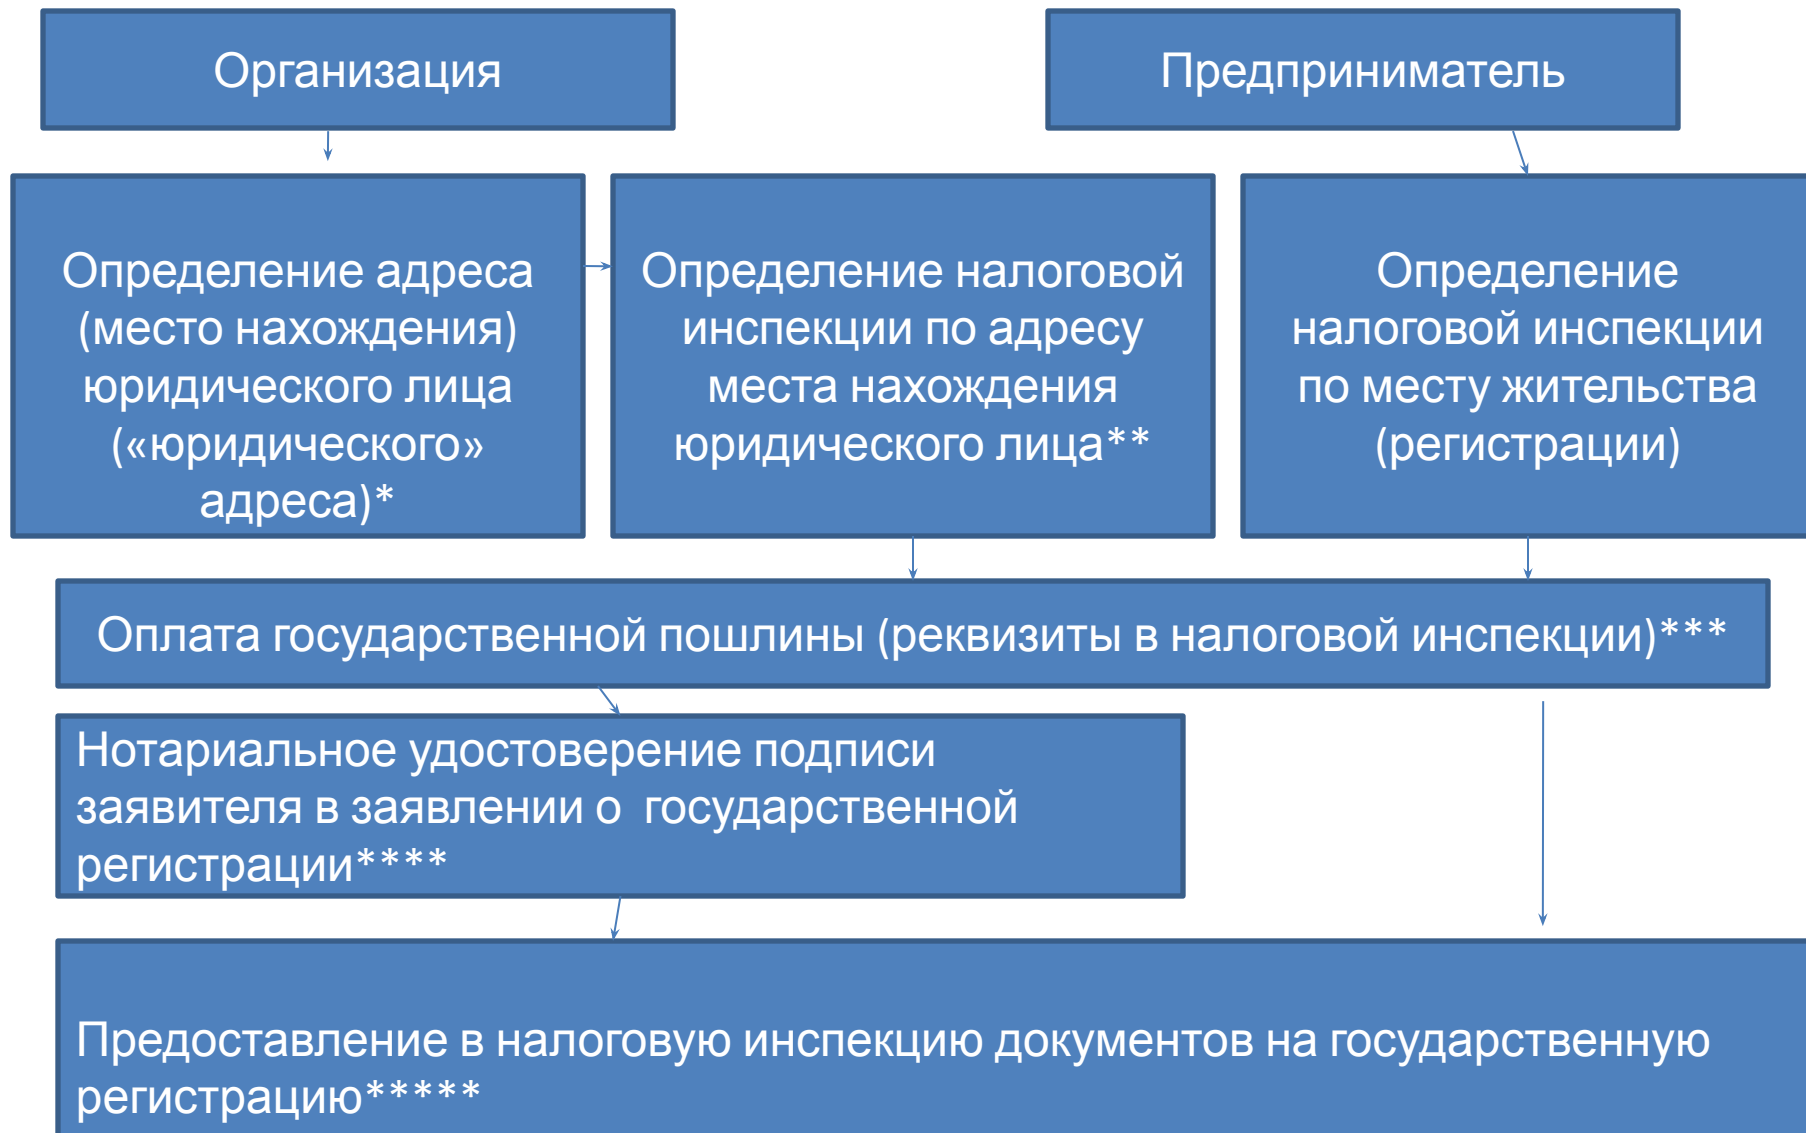 Организация
Предприниматель
Определение адреса
(место нахождения)
юридического лица
(«юридического»
адреса)*
Определение налоговой
инспекции по адресу
места нахождения
юридического лица**
Определение
налоговой инспекции
по месту жительства
(регистрации)
Оплата государственной пошлины (реквизиты в налоговой инспекции)***
Нотариальное удостоверение подписи
заявителя в заявлении о  государственной
регистрации****
Предоставление в налоговую инспекцию документов на государственную
регистрацию*****